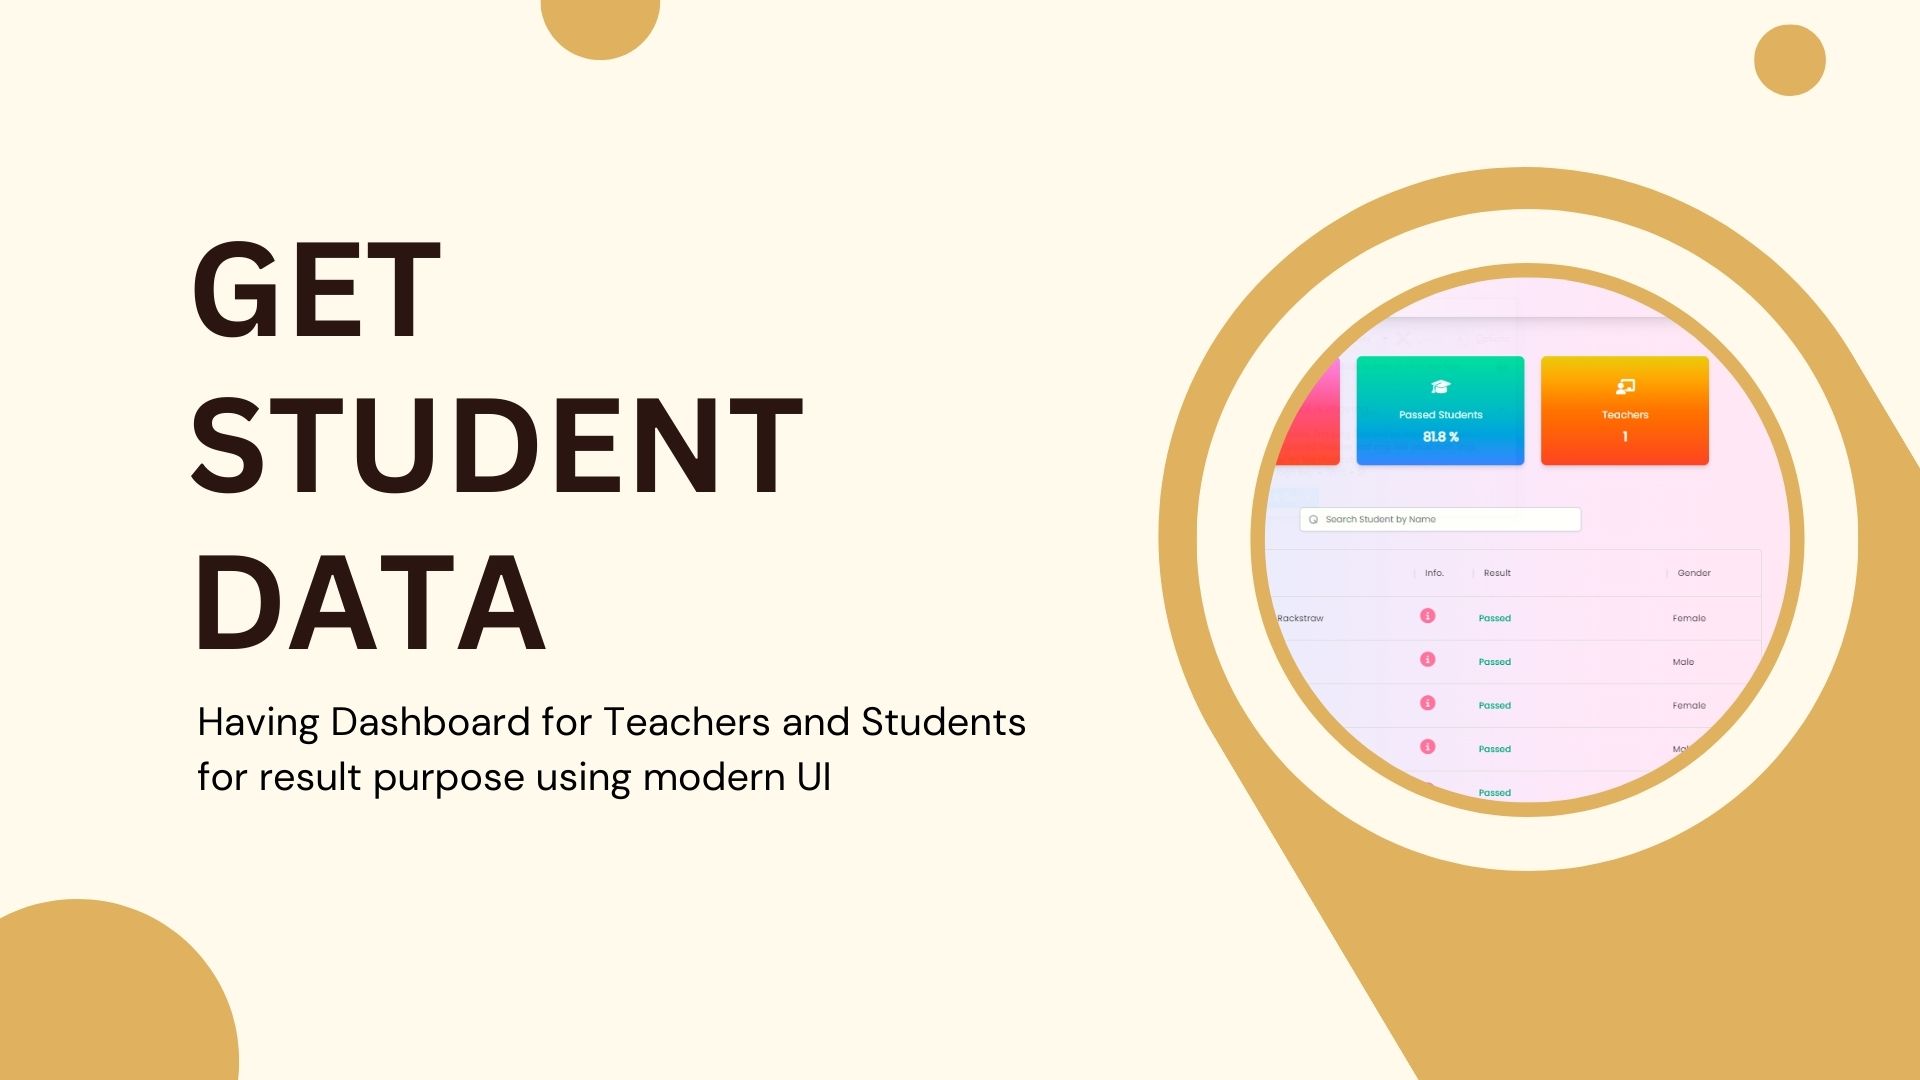 GET
STUDENT
DATA
Having Dashboard for Teachers and Students
for result purpose using modern UI
Passed Students
81.8 %
Teachers
1
Search Student by Name
Info.
Result
Gender
Rackstraw
Passed
Female
Passed
Male
Passed
Female
Passed
Passed